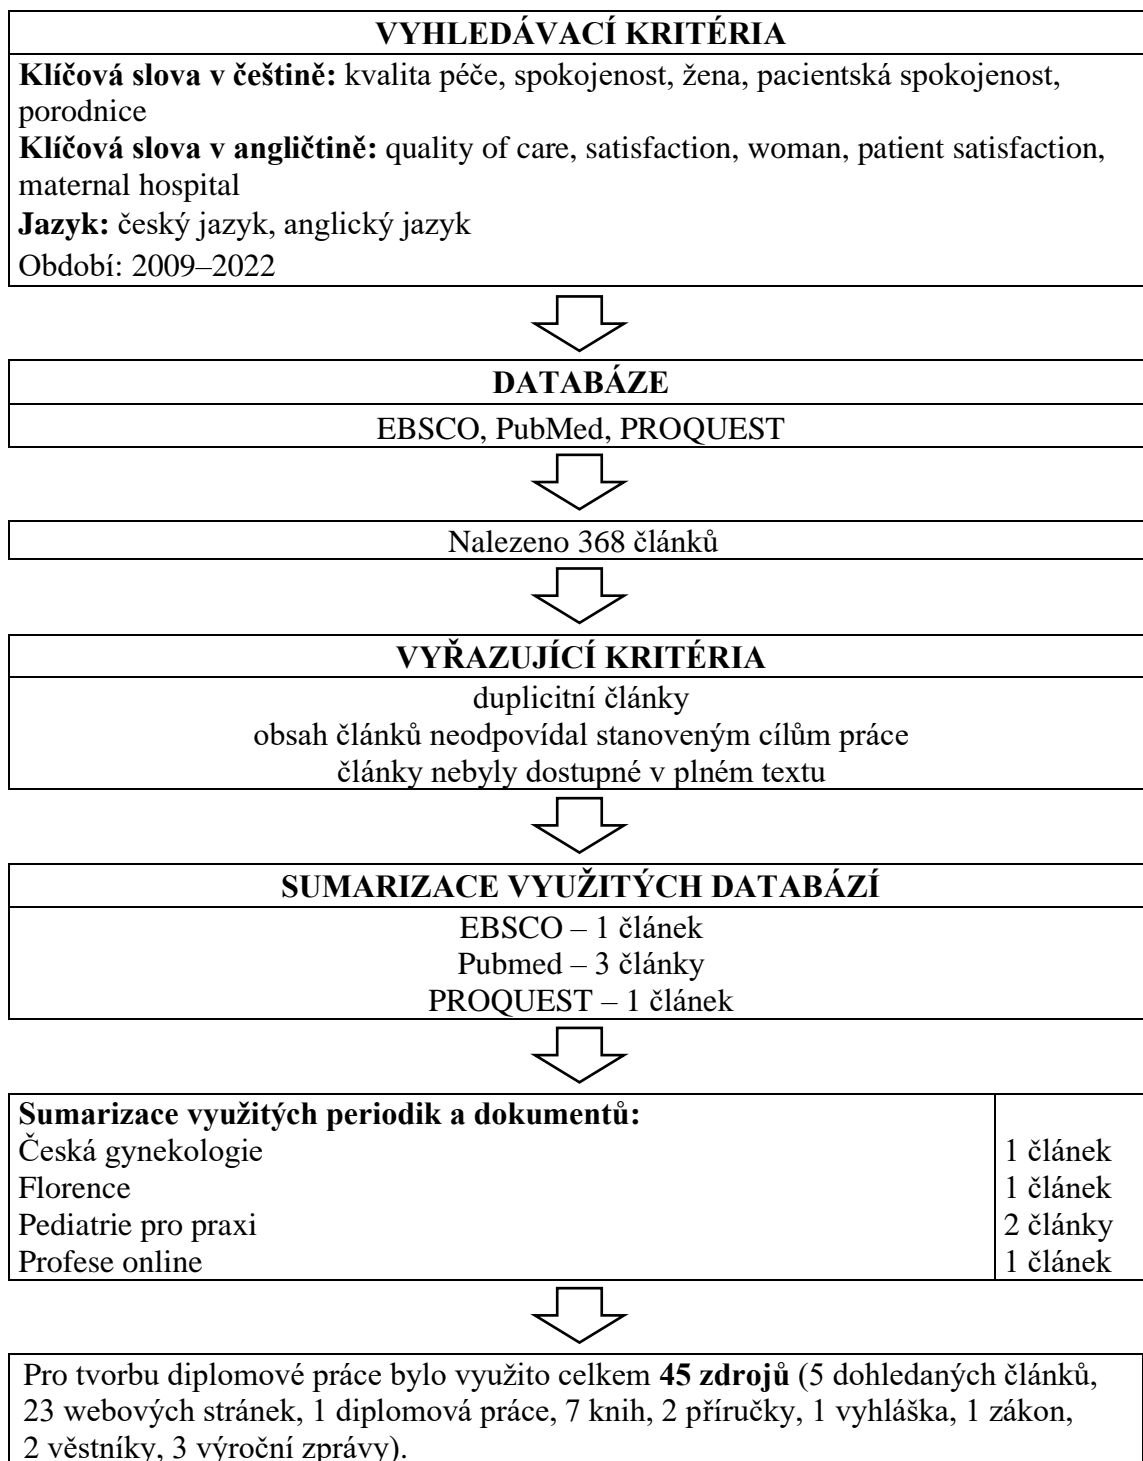 VYHLEDÁVACÍ KRITÉRIA
Klíčová slova v češtině: kvalita péče, spokojenost, žena, pacientská spokojenost,
porodnice
Klíčová slova v angličtině: quality of care, satisfaction, woman, patient satisfaction,
maternal hospital
Jazyk: český jazyk, anglický jazyk
Období: 2009–2022
DATABÁZE
EBSCO, PubMed, PROQUEST
Nalezeno 368 článků
VYŘAZUJÍCÍ KRITÉRIA
duplicitní články
obsah článků neodpovídal stanoveným cílům práce
články nebyly dostupné v plném textu
SUMARIZACE VYUŽITÝCH DATABÁZÍ
EBSCO – 1 článek
Pubmed – 3 články
PROQUEST – 1 článek
Sumarizace využitých periodik a dokumentů:
Česká gynekologie 1 článek
Florence 1 článek
Pediatrie pro praxi 2 články
Profese online 1 článek
Pro tvorbu diplomové práce bylo využito celkem 45 zdrojů (5 dohledaných článků,
23 webových stránek, 1 diplomová práce, 7 knih, 2 příručky, 1 vyhláška, 1 zákon,
2 věstníky, 3 výroční zprávy).